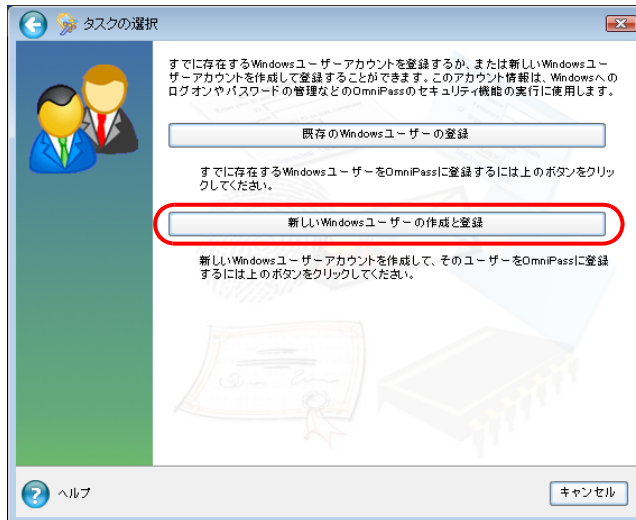 タスクの選択
すでに存在するWindowsユーザーアカウントを登録するか、または新しいWindowsユー
ザーアカウントを作成して登録することができます。このアカウント情報は、Windowsへの
ログオンやパスワードの管理などのOmniPassのセキュリティ機能の実行に使用します。
既存のWindowsユーザーの登録
すでに存在するWindowsユーザーをOmniPassに登録するには上のボタンをクリッ
クしてください。
新しいWindowsユーザーの作成と登録
新しいWindowsユーザーアカウントを作成して、そのユーザーをOmniPassに登録
するには上のボタンをクリックしてください。
ヘルプ
キャンセル